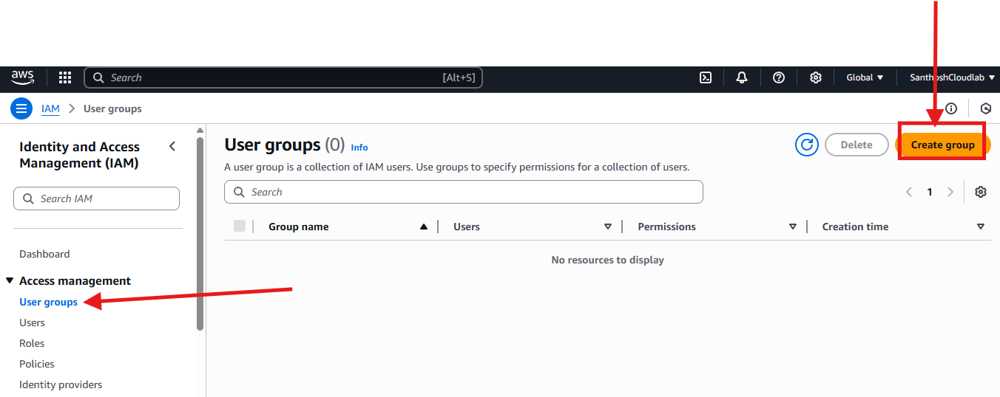 aws
Search [Alt+S]
Global
SanthoshCloudlab
IAM User groups
Identity and Access
Management (IAM)
Search IAM
Dashboard
Access management
User groups
Users
Roles
Policies
Identity providers
User groups (0) Info
Delete
Create group
A user group is a collection of IAM users. Use groups to specify permissions for a collection of users.
Search
1
Group name Users Permissions Creation time
No resources to display